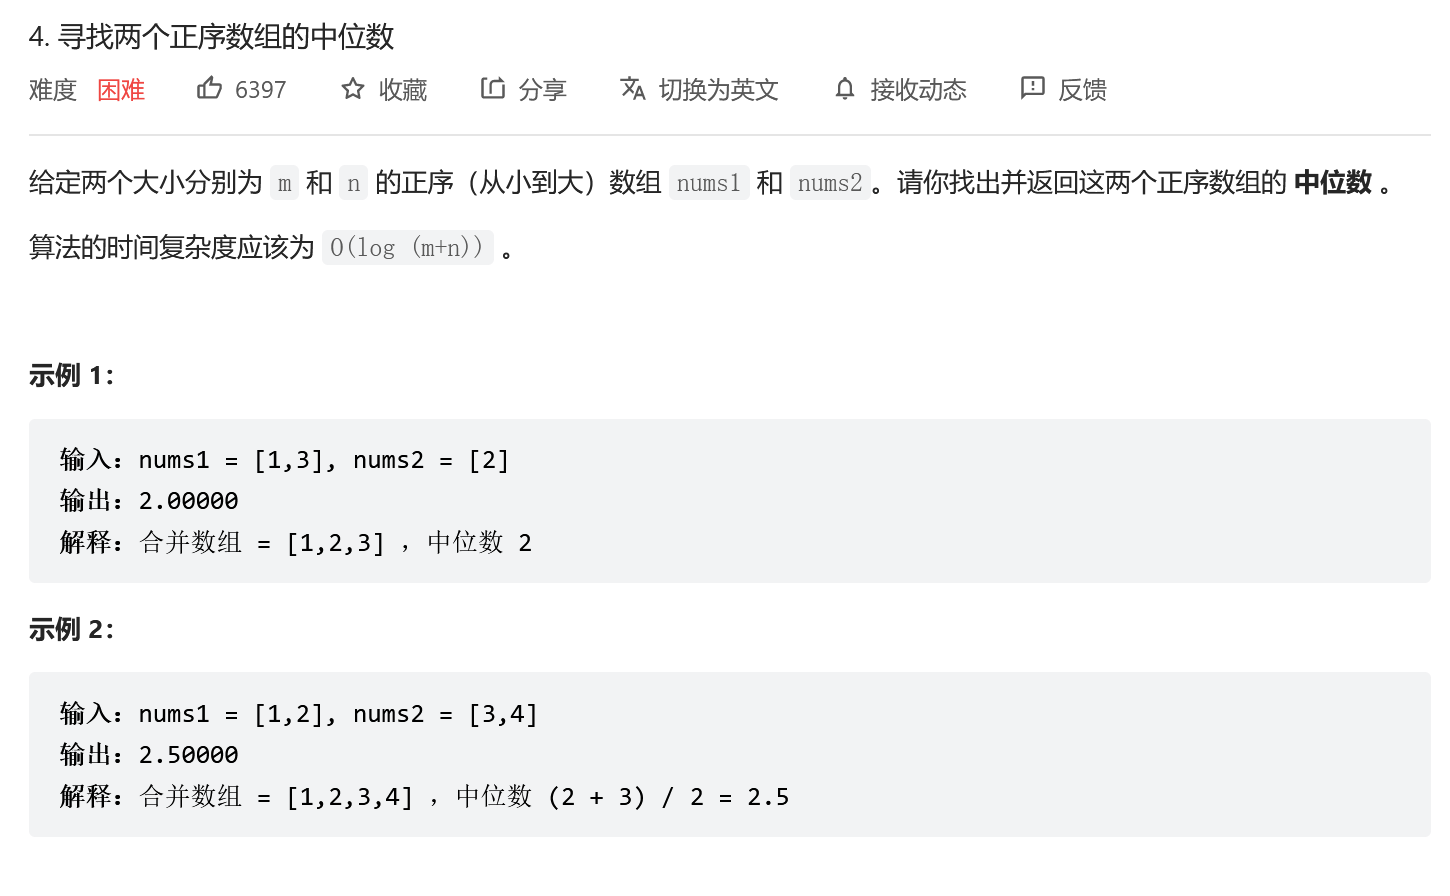 4. 寻找两个正序数组的中位数
难度 困难 6397 收藏 分享 切换为英文 接收动态 反馈
给定两个大小分别为 m 和 n 的正序（从小到大）数组 nums1 和 nums2。请你找出并返回这两个正序数组的 中位数 。
算法的时间复杂度应该为 O(log (m+n)) 。
示例 1：
输入：nums1 = [1,3], nums2 = [2]
输出：2.00000
解释：合并数组 = [1,2,3] ，中位数 2
示例 2：
输入：nums1 = [1,2], nums2 = [3,4]
输出：2.50000
解释：合并数组 = [1,2,3,4] ，中位数 (2 + 3) / 2 = 2.5